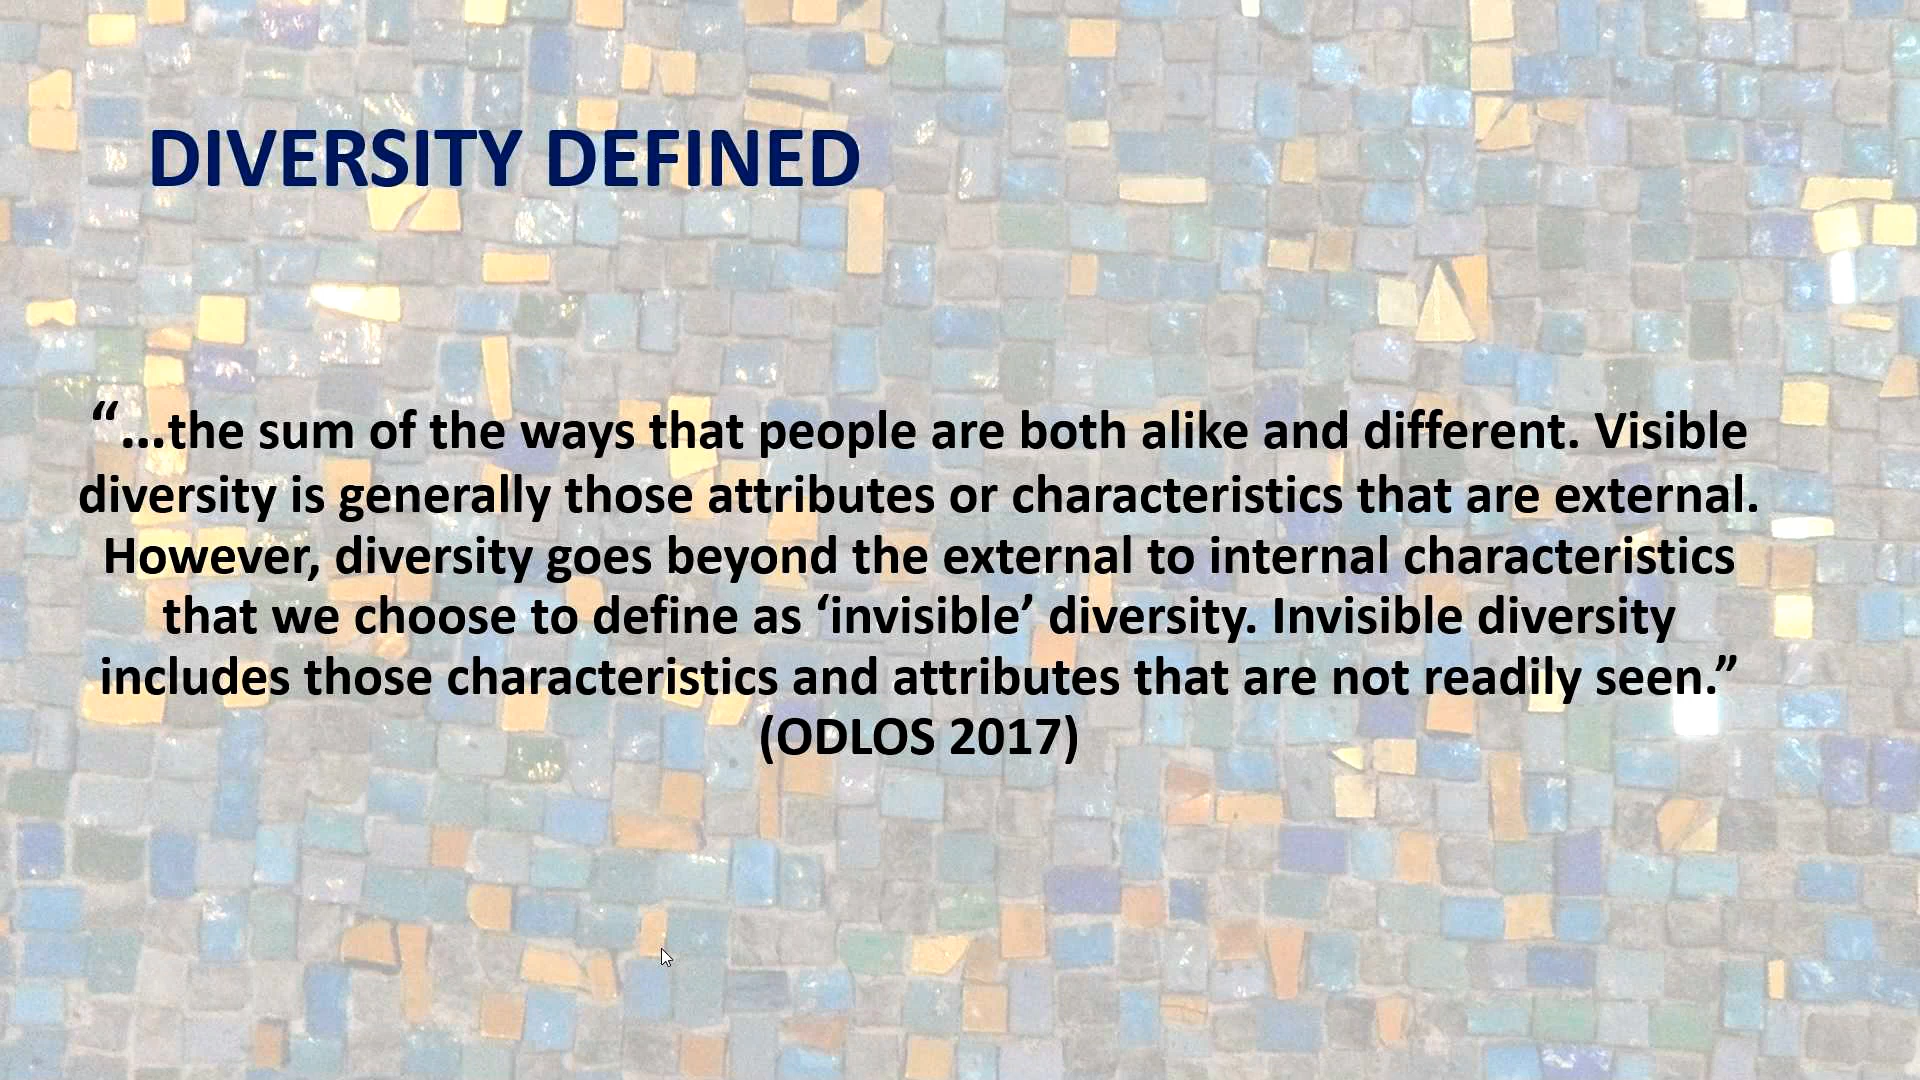 DIVERSITY DEFINED
“...the sum of the ways that people are both alike and different. Visible
diversity is generally those attributes or characteristics that are external.
However, diversity goes beyond the external to internal characteristics
that we choose to define as ‘invisible’ diversity. Invisible diversity
includes those characteristics and attributes that are not readily seen.”
(ODLOS 2017)